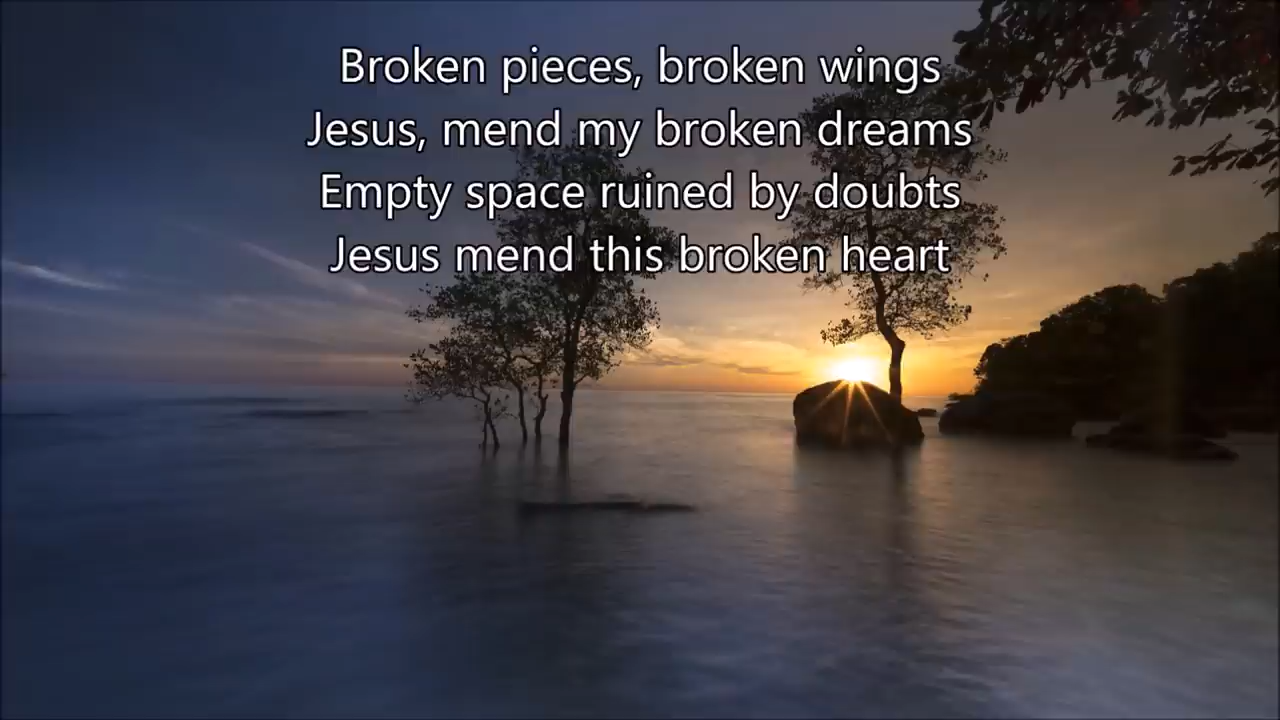 Broken pieces, broken wings
Jesus, mend my broken dreams
Empty space ruined by doubts
Jesus mend this broken heart